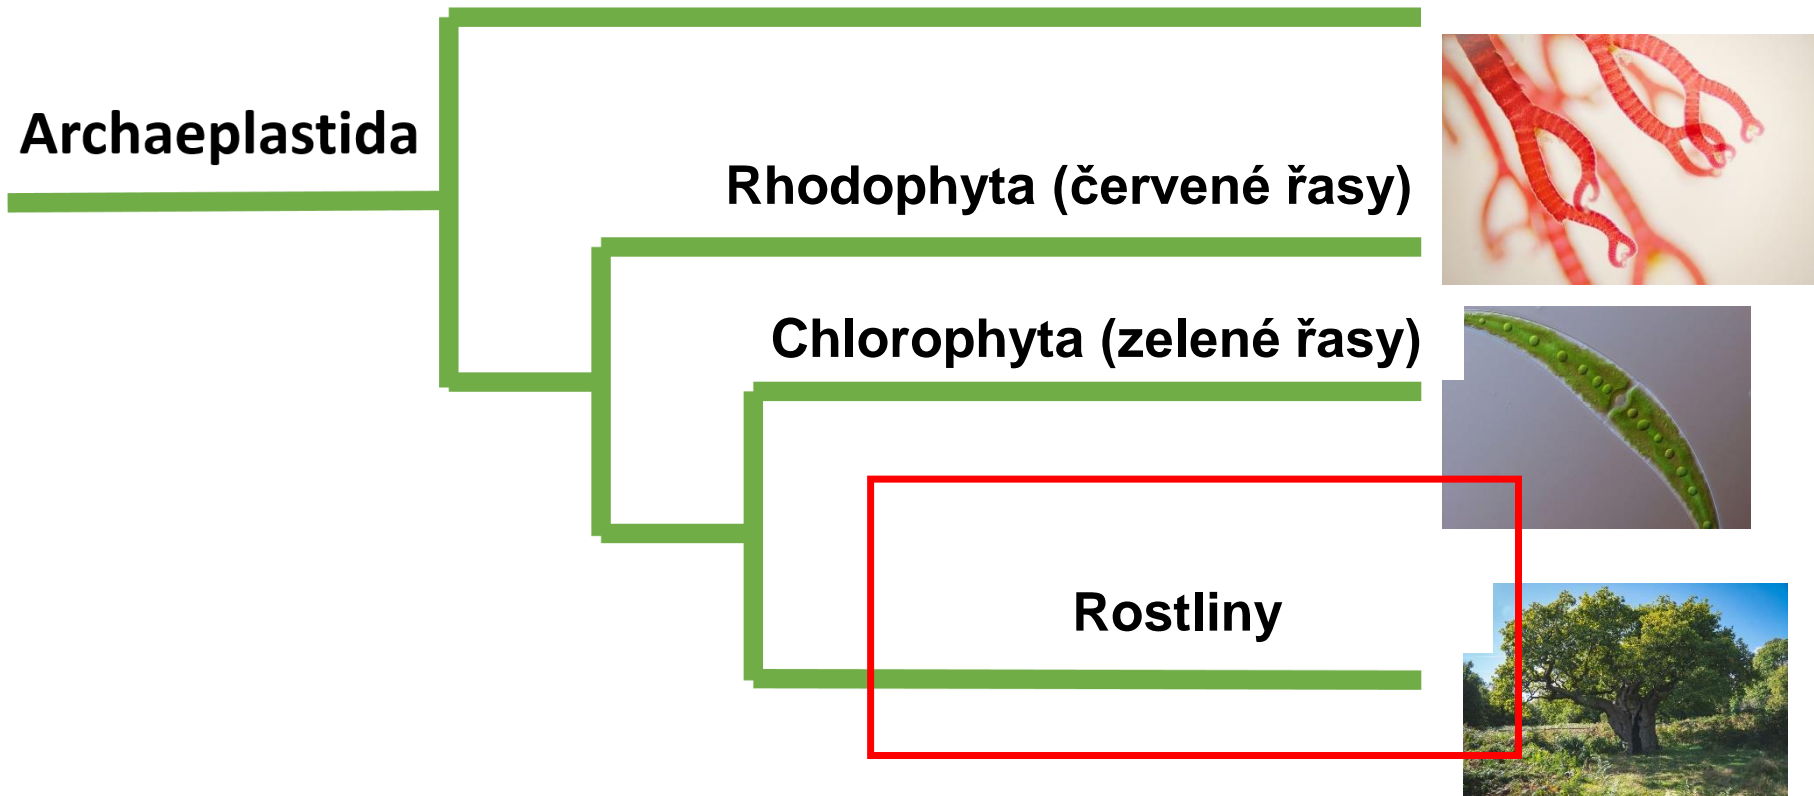 Archaeplastida
Rhodophyta (červené řasy)
Chlorophyta (zelené řasy)
Rostliny